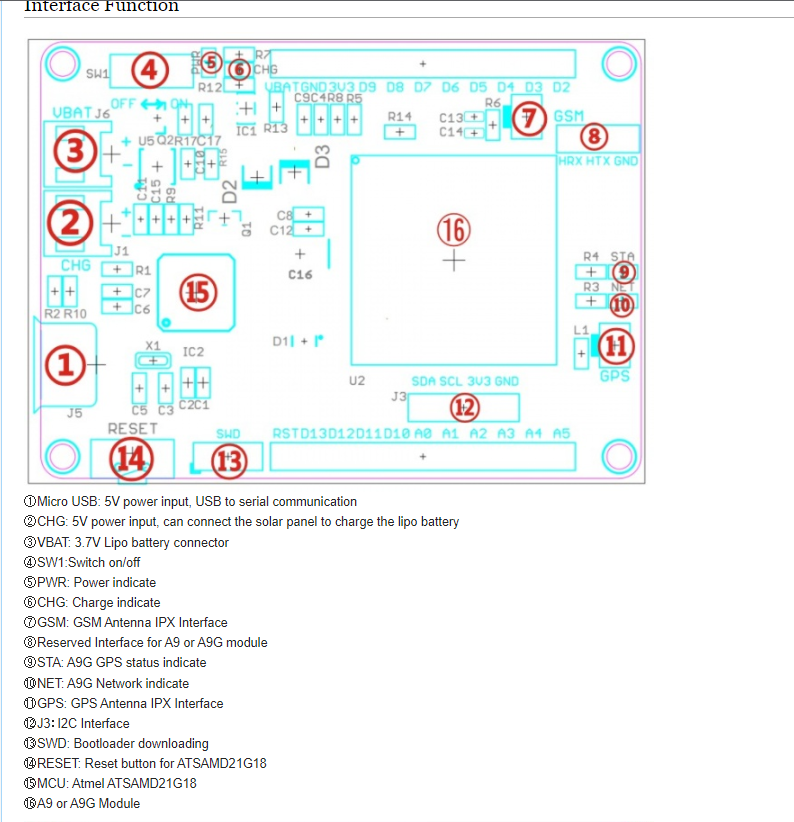 Interface Function
SW1 ④ PWR ⑤ R7
⑥ CHG
R12 VBAT GND 3V3 D9 D8 D7 D6 D5 D4 D3 D2
OFF ON C9 C4 R8 R5 R6
VBAT J6 R14 C13 ⑦ GSM
IC1 R13 C14 ⑧
③ U5 Q2 R17 C17 HRX HTX GND
C10 R15 D3
C11 C15 R9 D2
② R11 Q1 C8
C12 ⑯
J1 R4 STA
CHG R1 C16 ⑨
C7 ⑮ R3 NET
C6 ⑩
R2 R10 L1 ⑪
X1 IC2 D1
① GPS
U2 SDA SCL 3V3 GND
J5 C5 C3 C2 C1 J3 ⑫
RESET SWD RST D13 D12 D11 D10 A0 A1 A2 A3 A4 A5
⑭ ⑬
①Micro USB: 5V power input, USB to serial communication
②CHG: 5V power input, can connect the solar panel to charge the lipo battery
③VBAT: 3.7V Lipo battery connector
④SW1:Switch on/off
⑤PWR: Power indicate
⑥CHG: Charge indicate
⑦GSM: GSM Antenna IPX Interface
⑧Reserved Interface for A9 or A9G module
⑨STA: A9G GPS status indicate
⑩NET: A9G Network indicate
⑪GPS: GPS Antenna IPX Interface
⑫J3: I2C Interface
⑬SWD: Bootloader downloading
⑭RESET: Reset button for ATSAMD21G18
⑮MCU: Atmel ATSAMD21G18
⑯A9 or A9G Module